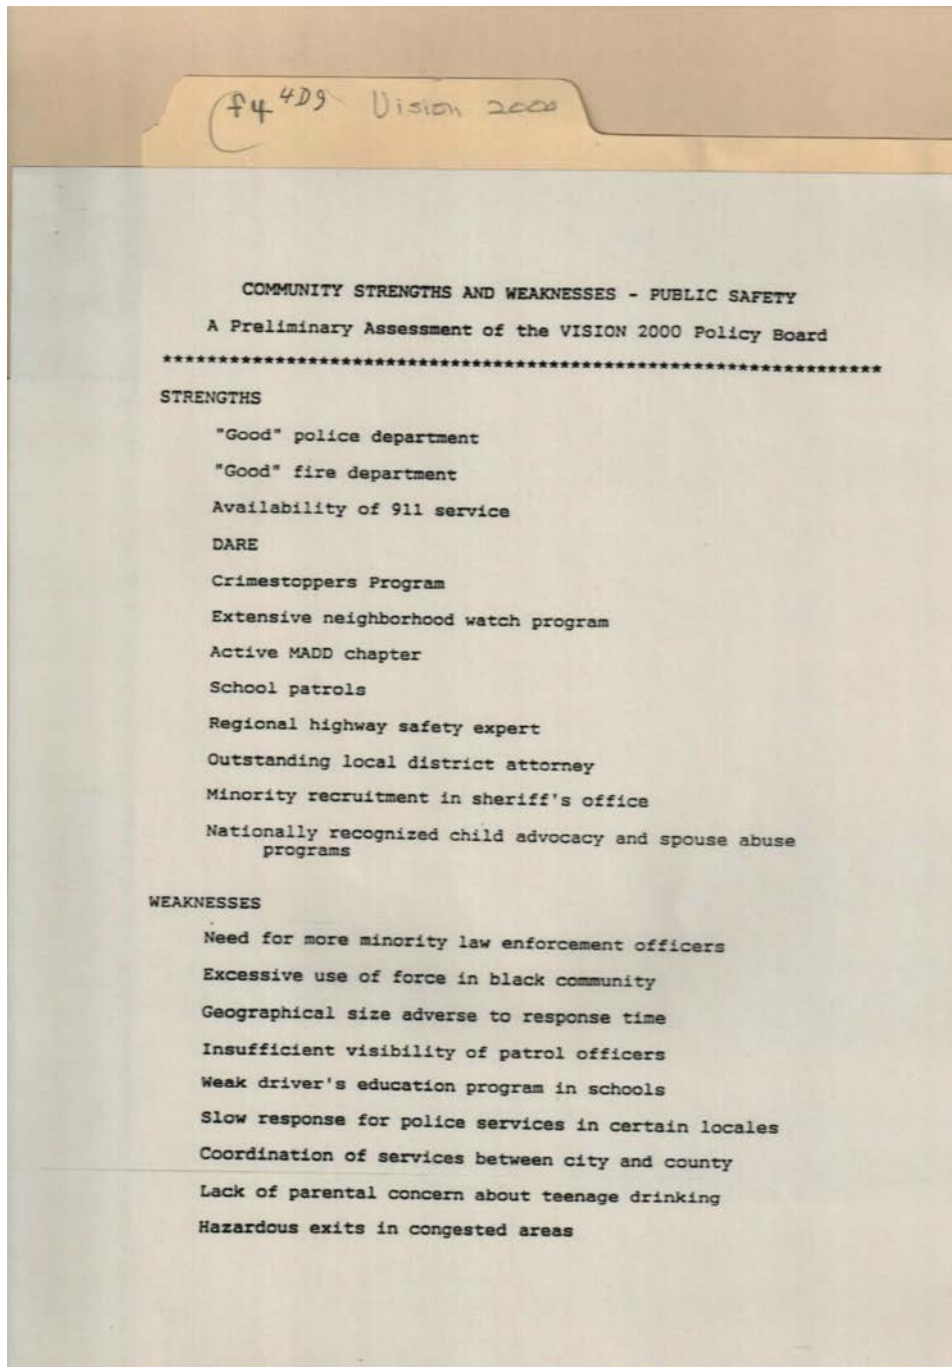 f4 4D9 Vision 2000
COMMUNITY STRENGTHS AND WEAKNESSES - PUBLIC SAFETY
A Preliminary Assessment of the VISION 2000 Policy Board
****************************************************************
STRENGTHS
"Good" police department
"Good" fire department
Availability of 911 service
DARE
Crimestoppers Program
Extensive neighborhood watch program
Active MADD chapter
School patrols
Regional highway safety expert
Outstanding local district attorney
Minority recruitment in sheriff's office
Nationally recognized child advocacy and spouse abuse
programs
WEAKNESSES
Need for more minority law enforcement officers
Excessive use of force in black community
Geographical size adverse to response time
Insufficient visibility of patrol officers
Weak driver's education program in schools
Slow response for police services in certain locales
Coordination of services between city and county
Lack of parental concern about teenage drinking
Hazardous exits in congested areas